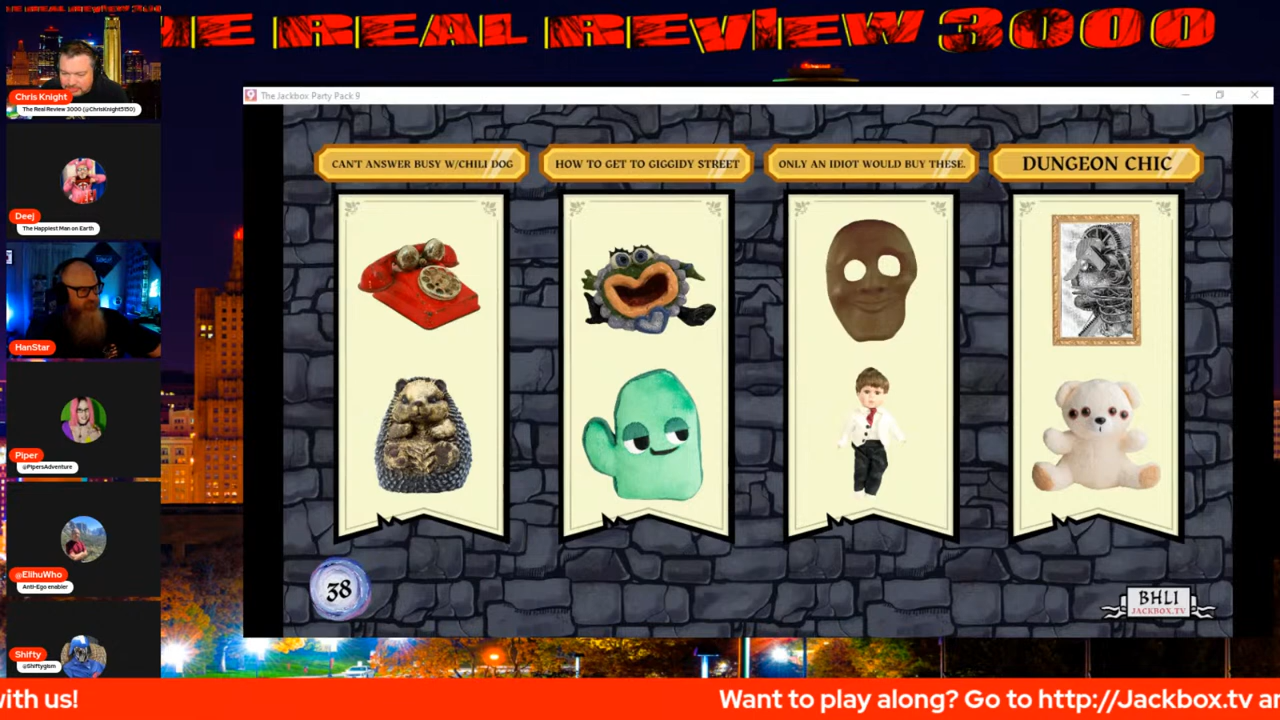 THE REAL REVIEW 3000
Chris Knight
The Real Review 3000 (@ChrisKnight5150)
Deej
The Happiest Man on Earth
HanStar
Piper
@PipersAdventure
@ElihuWho
Anti-Ego enabler
Shifty
@Shiftygism
The Jackbox Party Pack 9
CAN'T ANSWER BUSY W/CHILI DOG
HOW TO GET TO GIGGIDY STREET
ONLY AN IDIOT WOULD BUY THESE.
DUNGEON CHIC
38
BHLI
JACKBOX.TV
with us!
Want to play along? Go to http://Jackbox.tv an